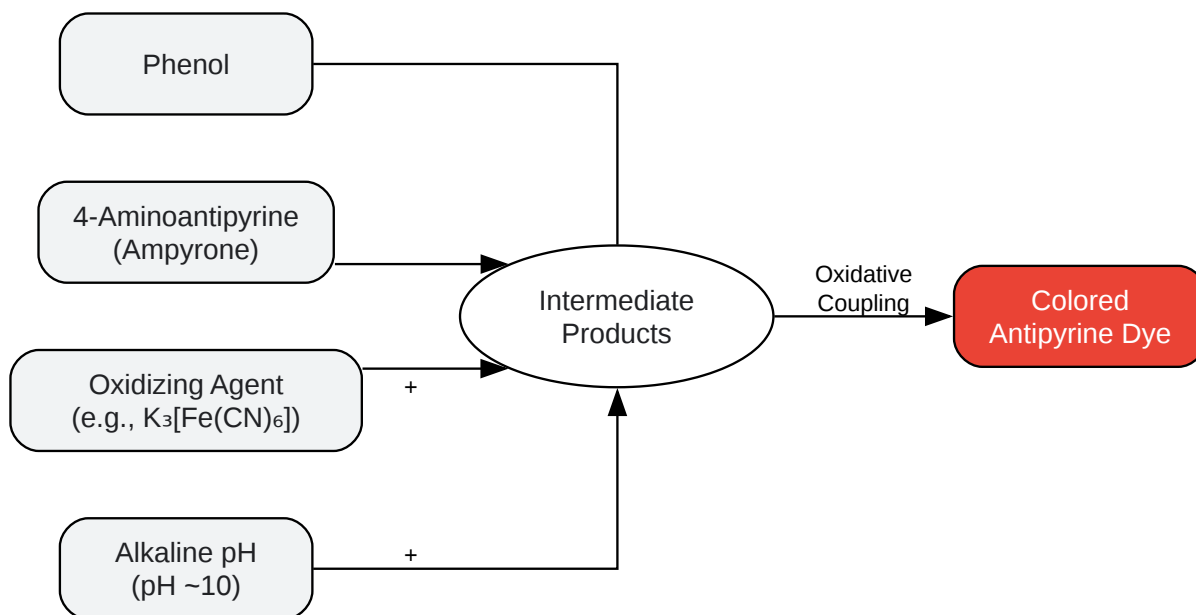 Phenol
4-Aminoantipyrine
(Ampyrone)
Oxidizing Agent
(e.g., K₃[Fe(CN)₆])
+
Alkaline pH
(pH ~10)
+
Intermediate
Products
Oxidative
Coupling
Colored
Antipyrine Dye